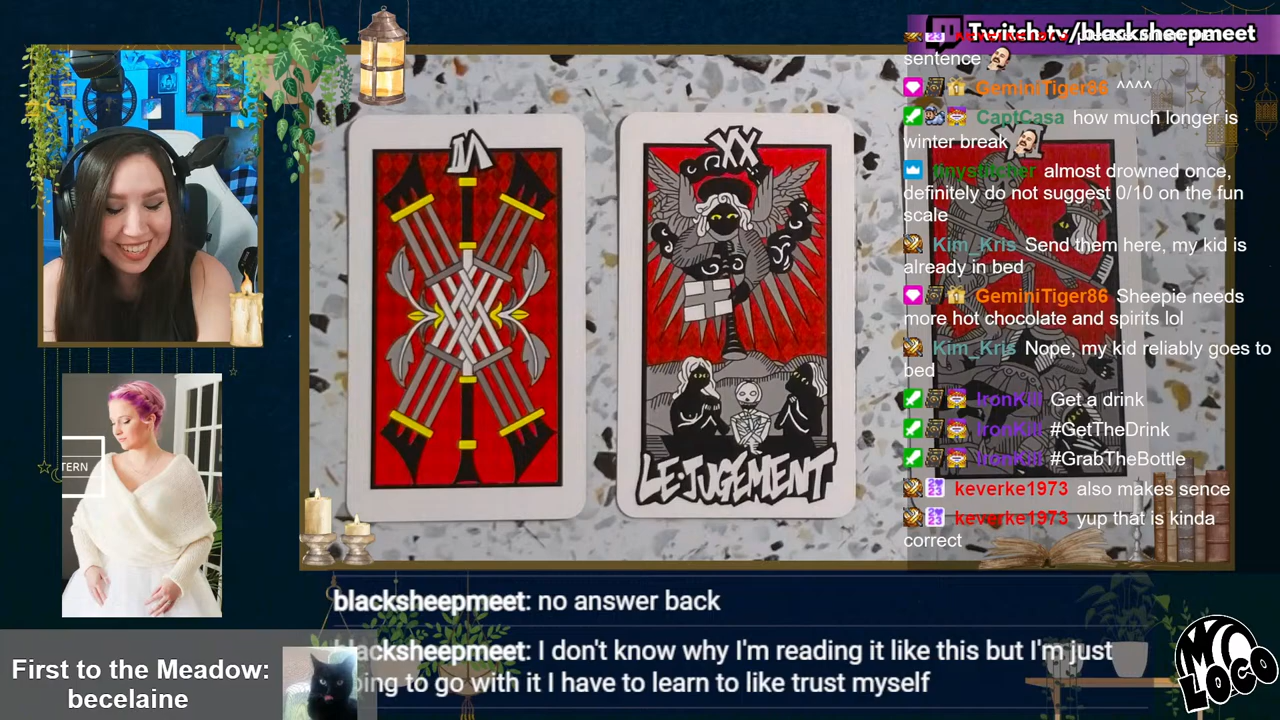 Twitch.tv/blacksheepmeet
sentence
GeminiTiger86 ^^^^
CaptCasa how much longer is
winter break
tinystitcher almost drowned once,
definitely do not suggest 0/10 on the fun
scale
Kim_Kris Send them here, my kid is
already in bed
GeminiTiger86 Sheepie needs
more hot chocolate and spirits lol
Kim_Kris Nope, my kid reliably goes to
bed
IronKill Get a drink
IronKill #GetTheDrink
IronKill #GrabTheBottle
keverke1973 also makes sence
keverke1973 yup that is kinda
correct
VI
XX
LE·JUGEMENT
TERN
blacksheepmeet: no answer back
blacksheepmeet: I don't know why I'm reading it like this but I'm just
going to go with it I have to learn to like trust myself
First to the Meadow:
becelaine
MC
LOCO